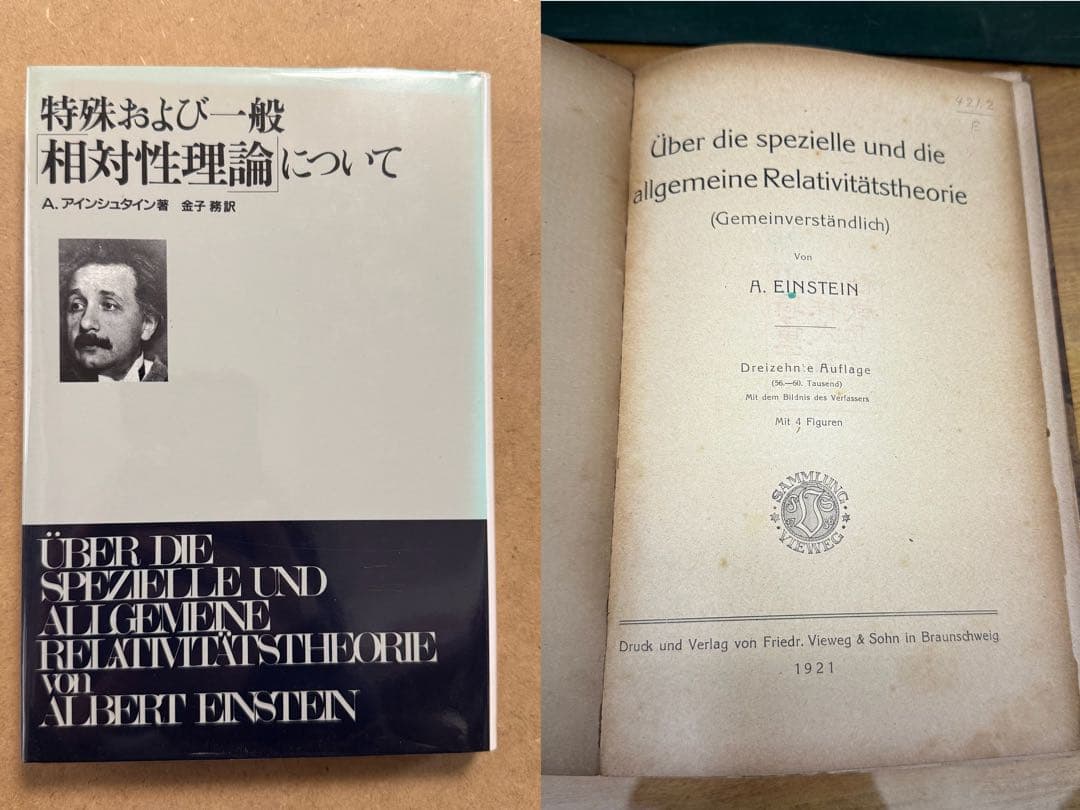 特殊および一般
「相対性理論」について
A. アインシュタイン著 金子 務訳
ÜBER DIE
SPEZIELLE UND
ALLGEMEINE
RELATIVITÄTSTHEORIE
von
ALBERT EINSTEIN
421.2
E
Über die spezielle und die
allgemeine Relativitätstheorie
(Gemeinverständlich)
Von
A. EINSTEIN
Dreizehnte Auflage
(56.—60. Tausend)
Mit dem Bildnis des Verfassers
Mit 4 Figuren
SAMMLUNG
VIEWEG
Druck und Verlag von Friedr. Vieweg & Sohn in Braunschweig
1921